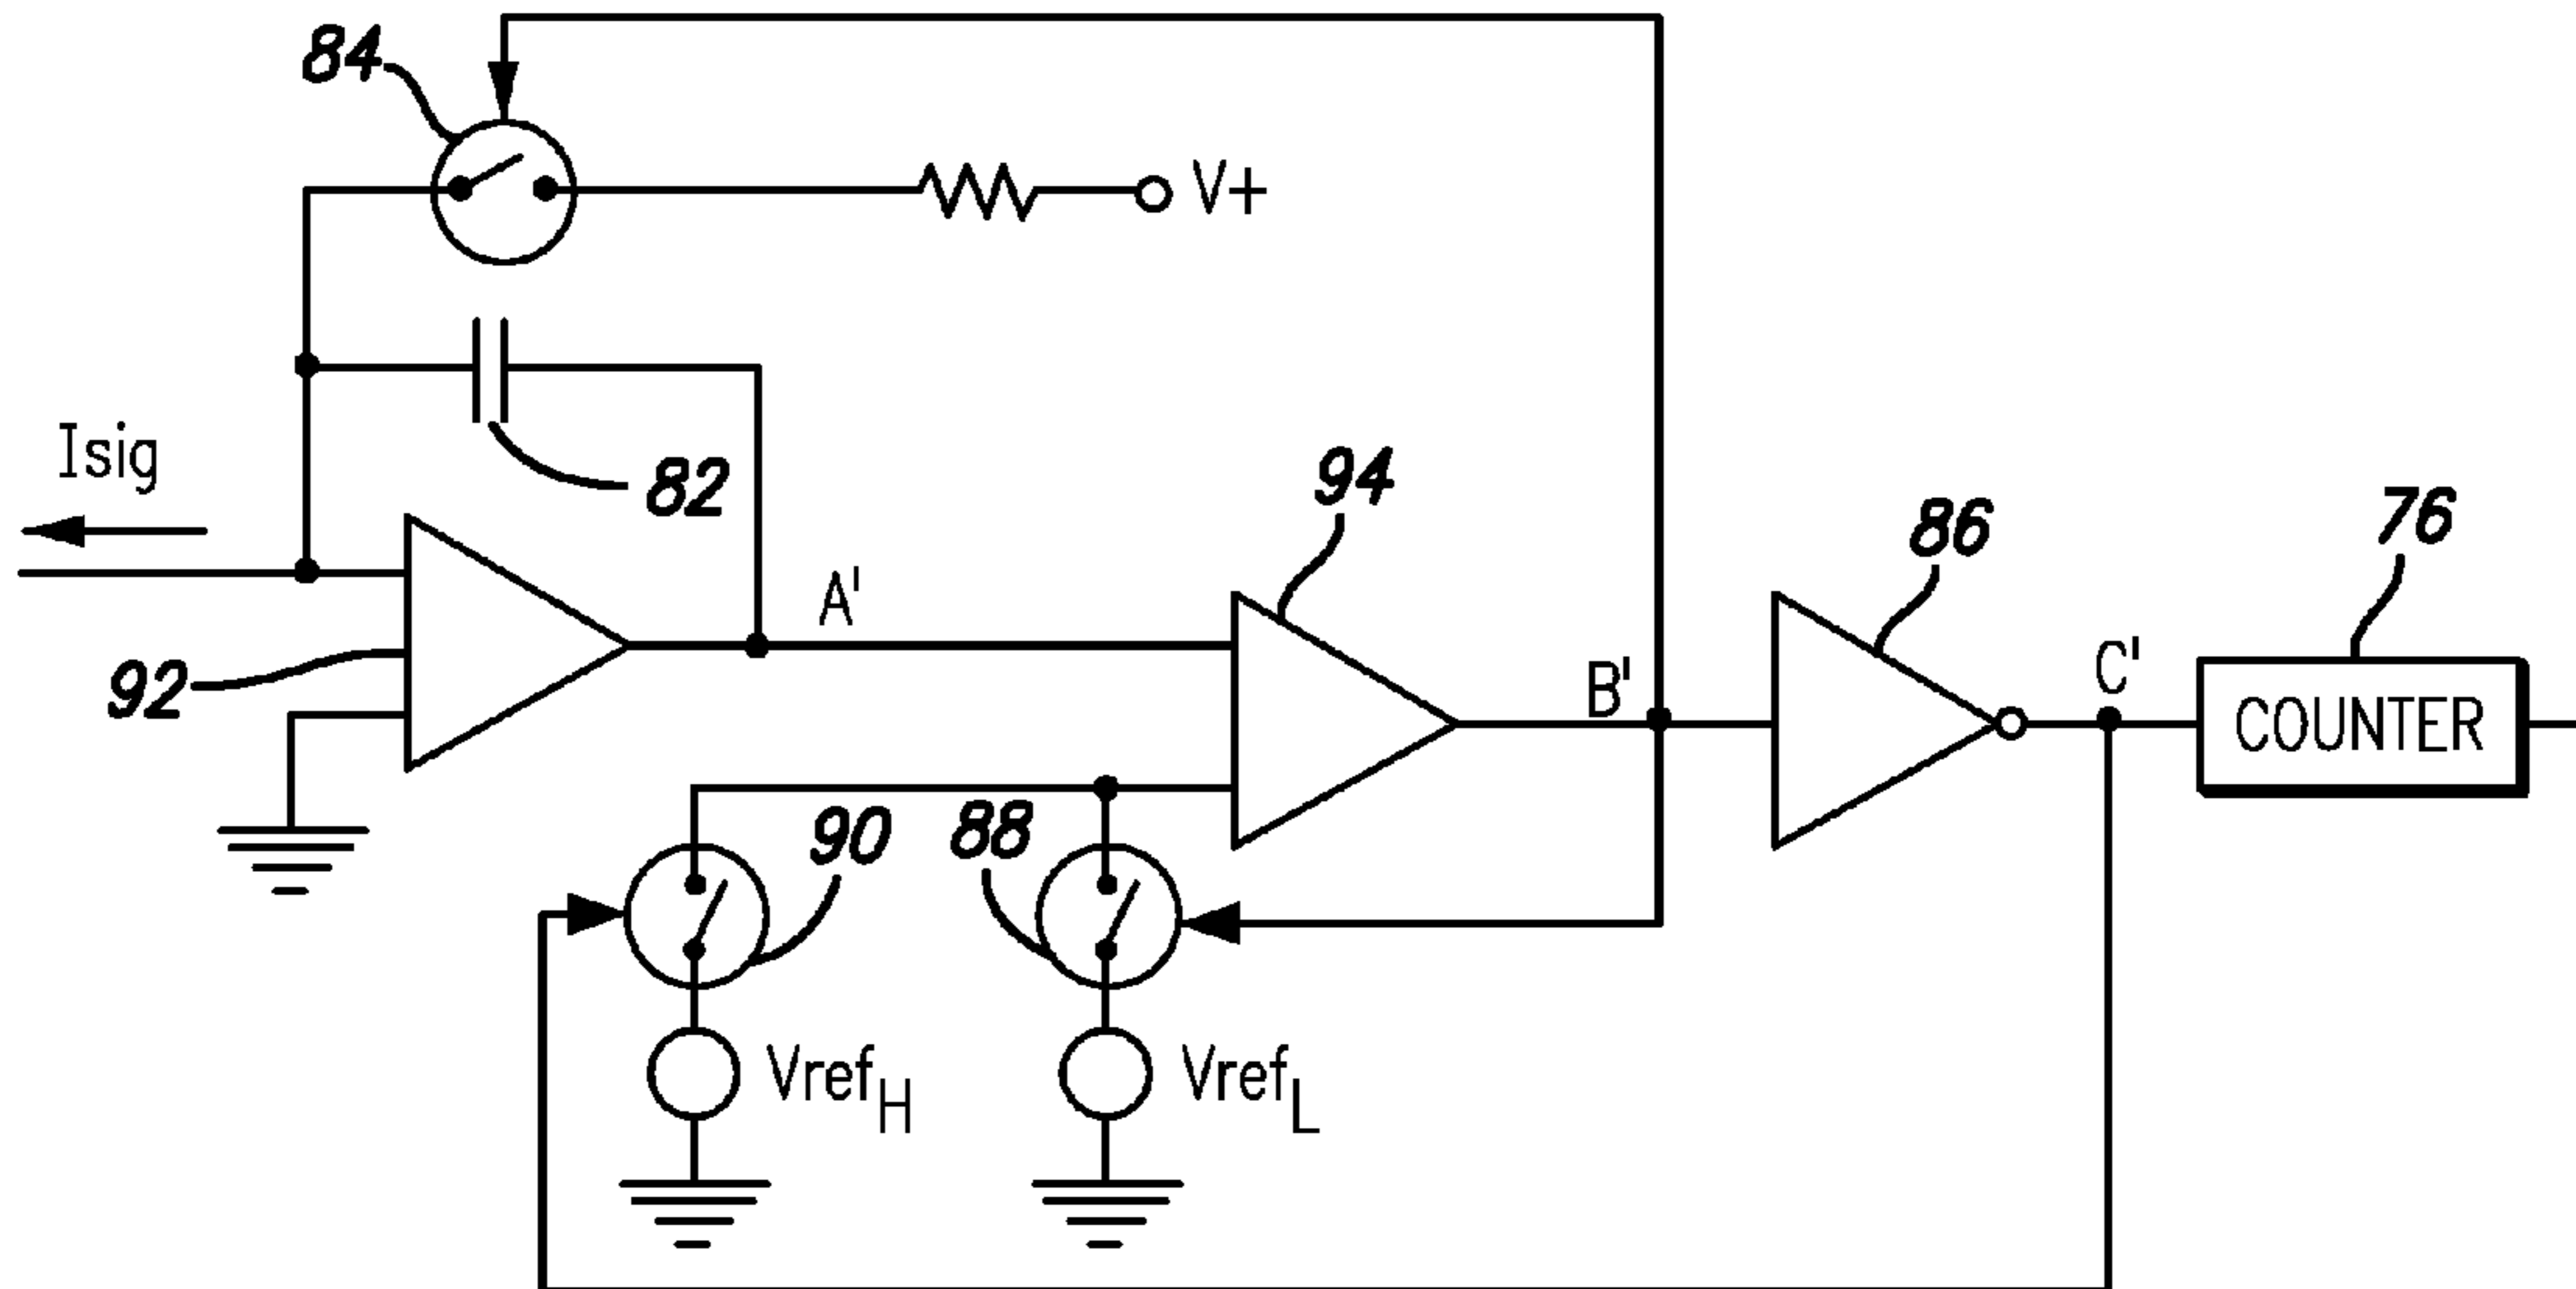 84
V+
Isig
82
94
86
76
A'
92
B'
C'
COUNTER
90
88
VrefH
VrefL